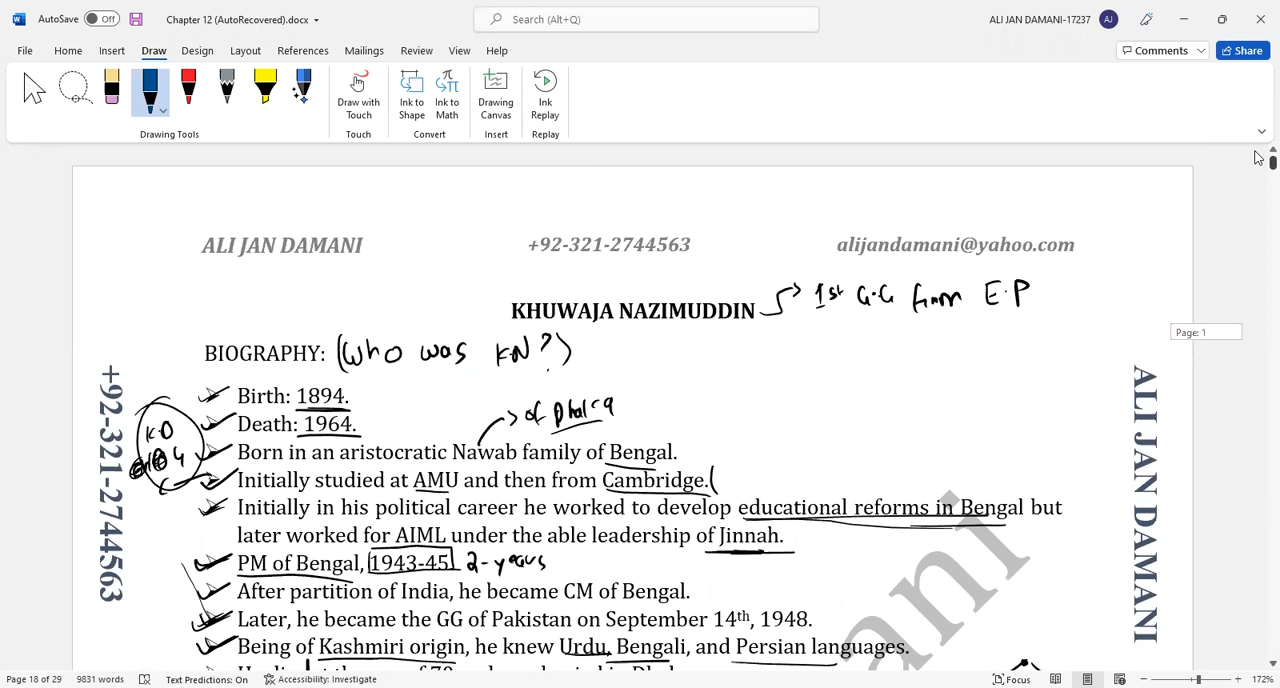 AutoSave Off Chapter 12 (AutoRecovered).docx Search (Alt+Q) ALI JAN DAMANI-17237 AJ
File Home Insert Draw Design Layout References Mailings Review View Help Comments Share
Draw with Touch Ink to Shape Ink to Math Drawing Canvas Ink Replay
Drawing Tools Touch Convert Insert Replay
ALI JAN DAMANI +92-321-2744563 alijandamani@yahoo.com
KHUWAJA NAZIMUDDIN 1st G.G from E.P
Page: 1
BIOGRAPHY: (Who was KN?)
Birth: 1894.
of Dhaka
Death: 1964.
Born in an aristocratic Nawab family of Bengal.
Initially studied at AMU and then from Cambridge.
Initially in his political career he worked to develop educational reforms in Bengal but
later worked for AIML under the able leadership of Jinnah.
PM of Bengal, 1943-45 2-years
After partition of India, he became CM of Bengal.
Later, he became the GG of Pakistan on September 14th, 1948.
Being of Kashmiri origin, he knew Urdu, Bengali, and Persian languages.
+92-321-2744563
ALI JAN DAMANI
ani
Page 18 of 29 9831 words Text Predictions: On Accessibility: Investigate Focus 172%